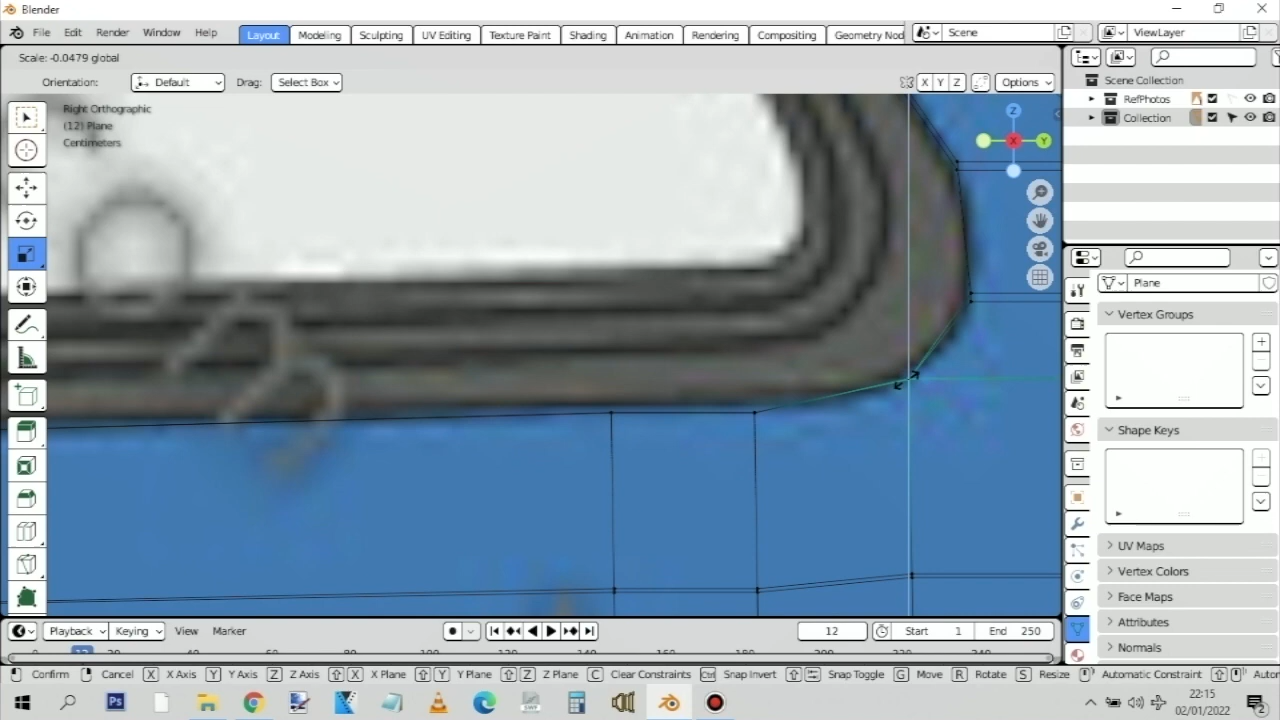 Blender
File Edit Render Window Help Layout Modeling Sculpting UV Editing Texture Paint Shading Animation Rendering Compositing Geometry Nod Scene ViewLayer
Scale: -0.0479 global
Orientation: Default Drag: Select Box X Y Z Options
Right Orthographic
(12) Plane
Centimeters
Z
X Y
Scene Collection
RefPhotos
Collection
Plane
Vertex Groups
Shape Keys
UV Maps
Vertex Colors
Face Maps
Attributes
Normals
Playback Keying View Marker 12 Start 1 End 250
Confirm Cancel X X Axis Y Y Axis Z Z Axis X X Plane Y Y Plane Z Z Plane C Clear Constraints Ctrl Snap Invert Snap Toggle G Move R Rotate S Resize Automatic Constraint Auto
22:15
02/01/2022
2